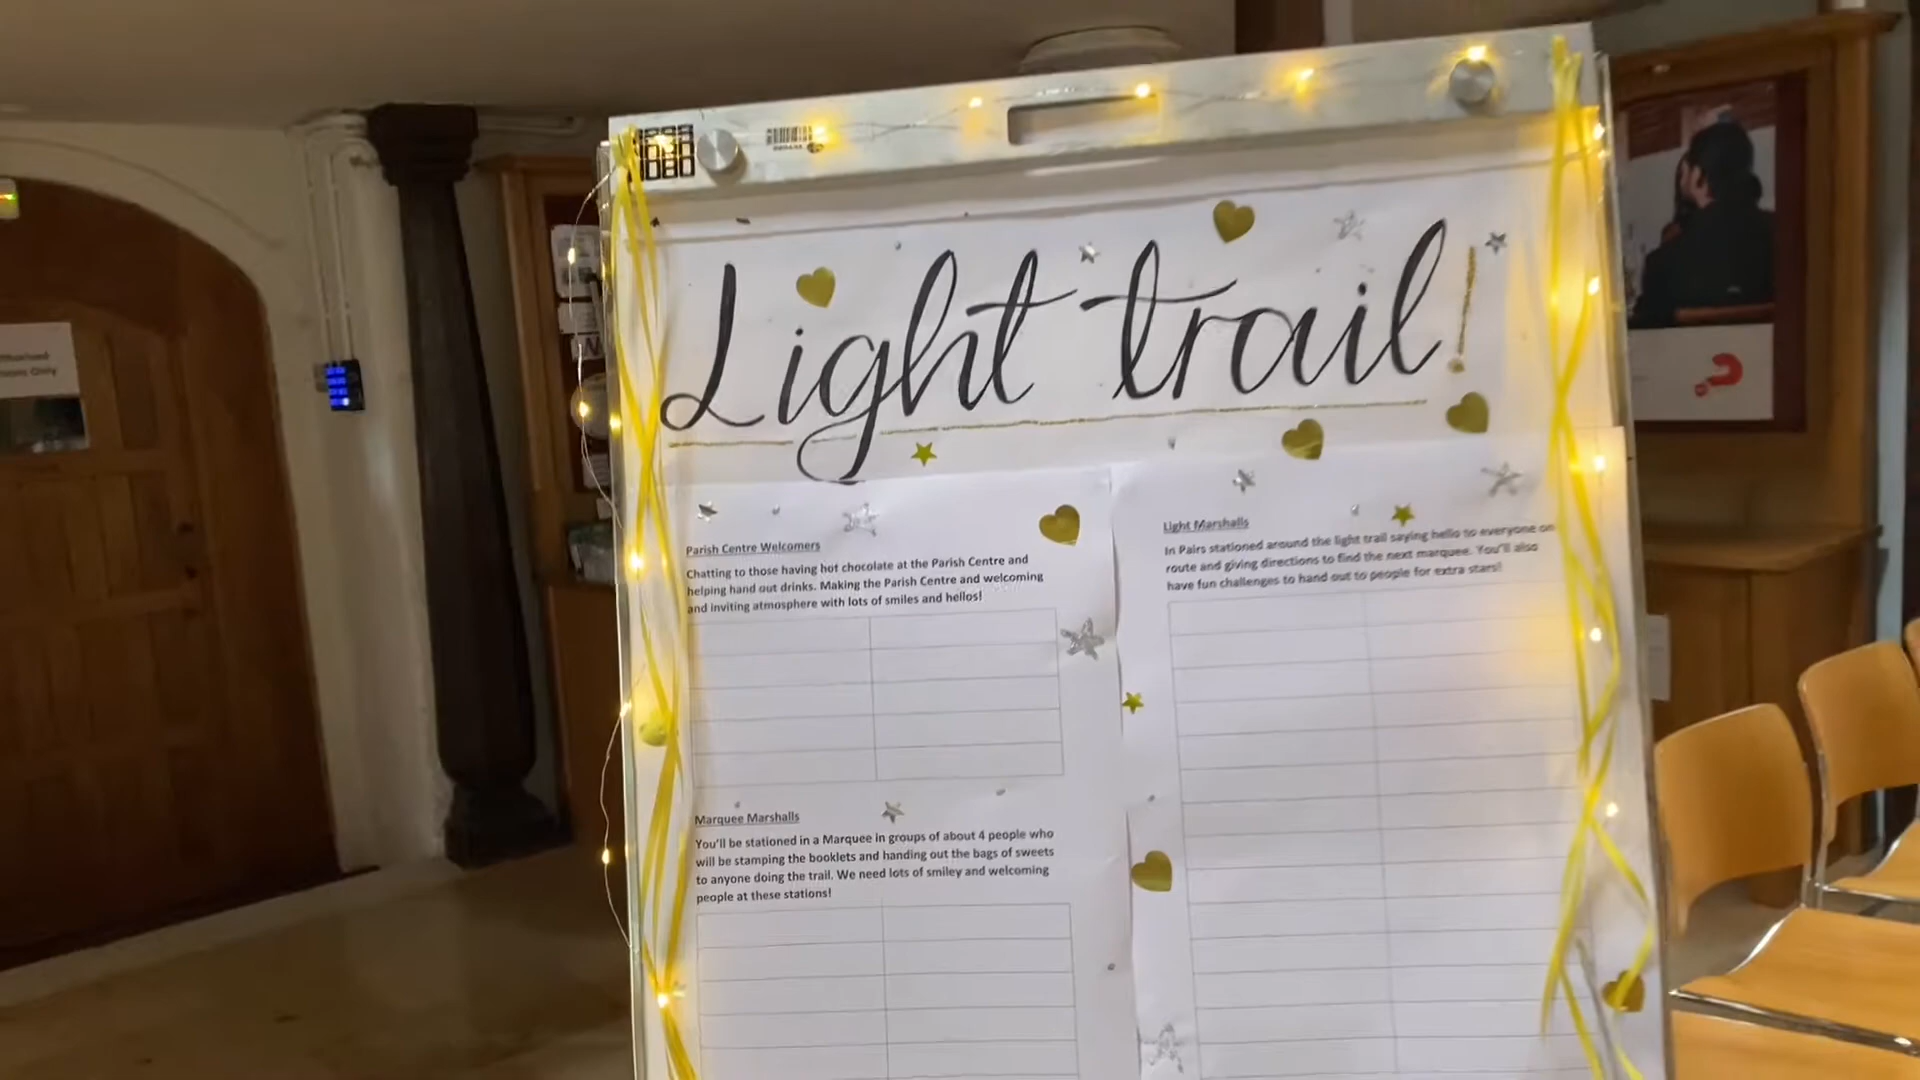 Light trail!
Parish Centre Welcomers
Chatting to those having hot chocolate at the Parish Centre and
helping hand out drinks. Making the Parish Centre and welcoming
and inviting atmosphere with lots of smiles and hellos!
Marquee Marshalls
You'll be stationed in a Marquee in groups of about 4 people who
will be stamping the booklets and handing out the bags of sweets
to anyone doing the trail. We need lots of smiley and welcoming
people at these stations!
Light Marshalls
In Pairs stationed around the light trail saying hello to everyone on
route and giving directions to find the next marquee. You'll also
have fun challenges to hand out to people for extra stars!
Only